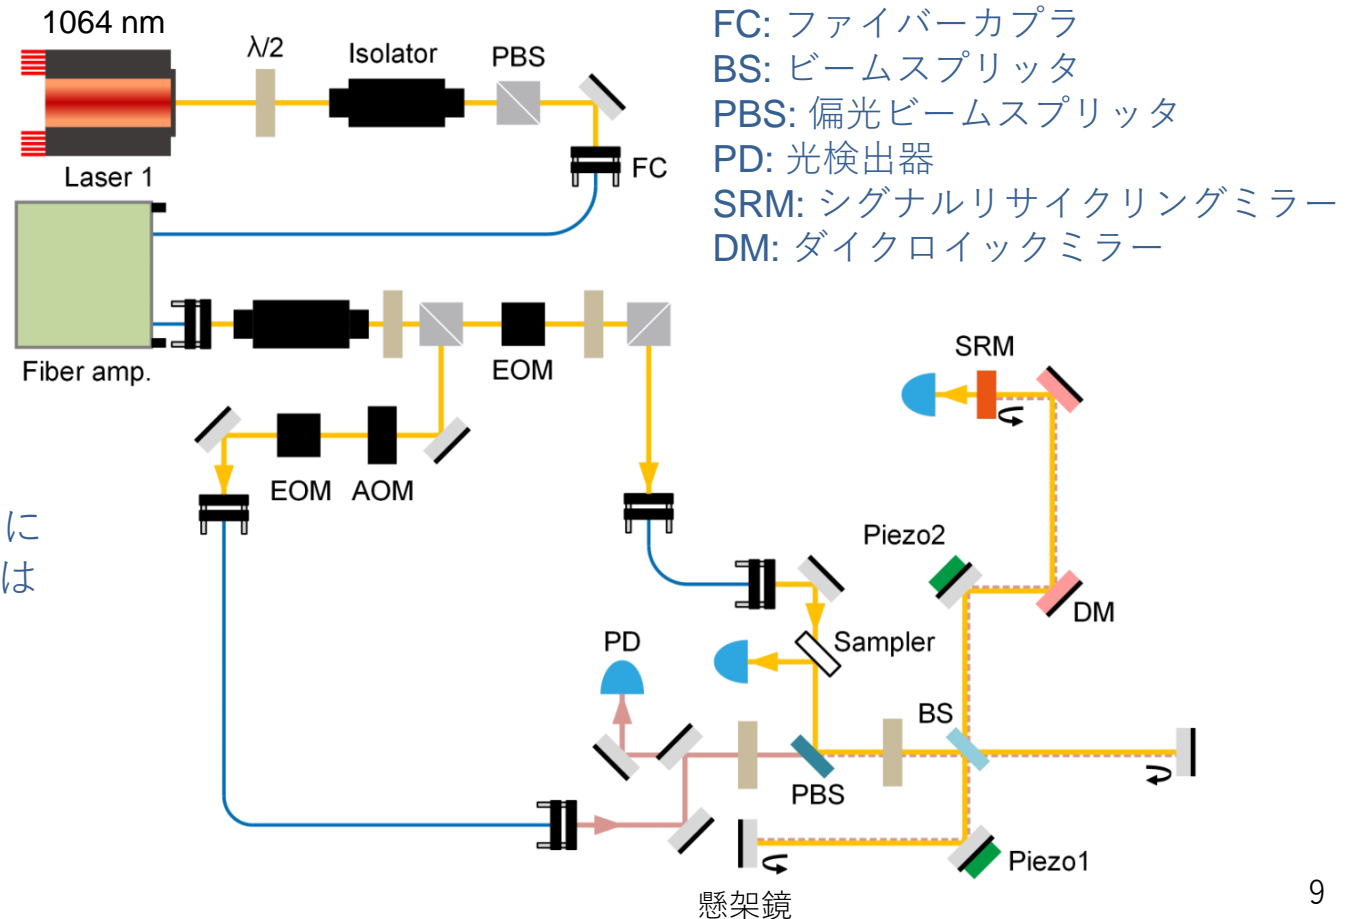 1064 nm
λ/2
Isolator
PBS
FC
Laser 1
FC: ファイバーカプラ
BS: ビームスプリッタ
PBS: 偏光ビームスプリッタ
PD: 光検出器
SRM: シグナルリサイクリングミラー
DM: ダイクロイックミラー
Fiber amp.
EOM
SRM
EOM
AOM
に
は
Piezo2
DM
PD
Sampler
BS
PBS
Piezo1
懸架鏡
9